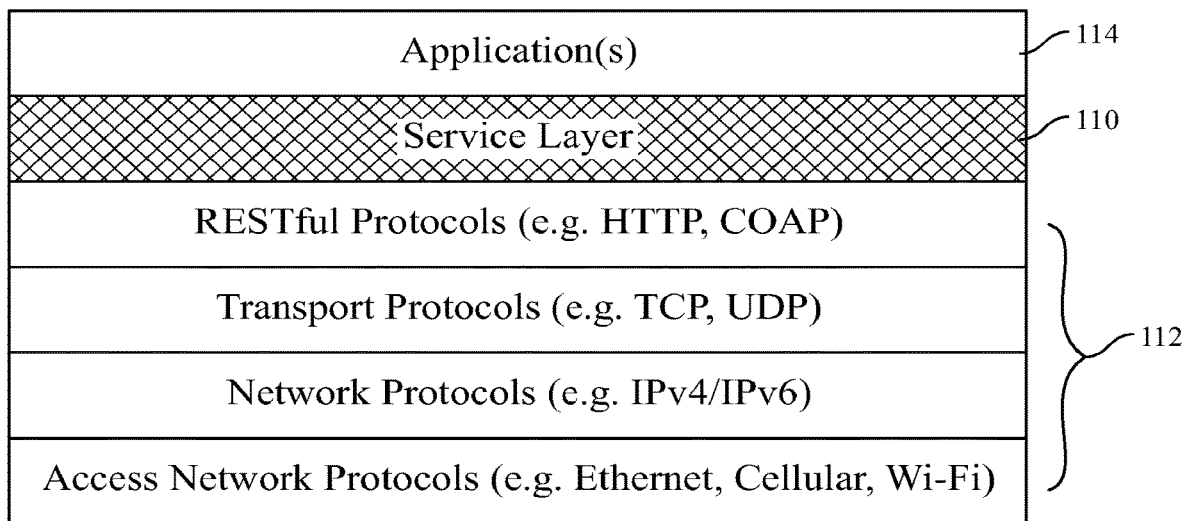 Application(s)
114
Service Layer
110
RESTful Protocols (e.g. HTTP, COAP)
Transport Protocols (e.g. TCP, UDP)
112
Network Protocols (e.g. IPv4/IPv6)
Access Network Protocols (e.g. Ethernet, Cellular, Wi-Fi)